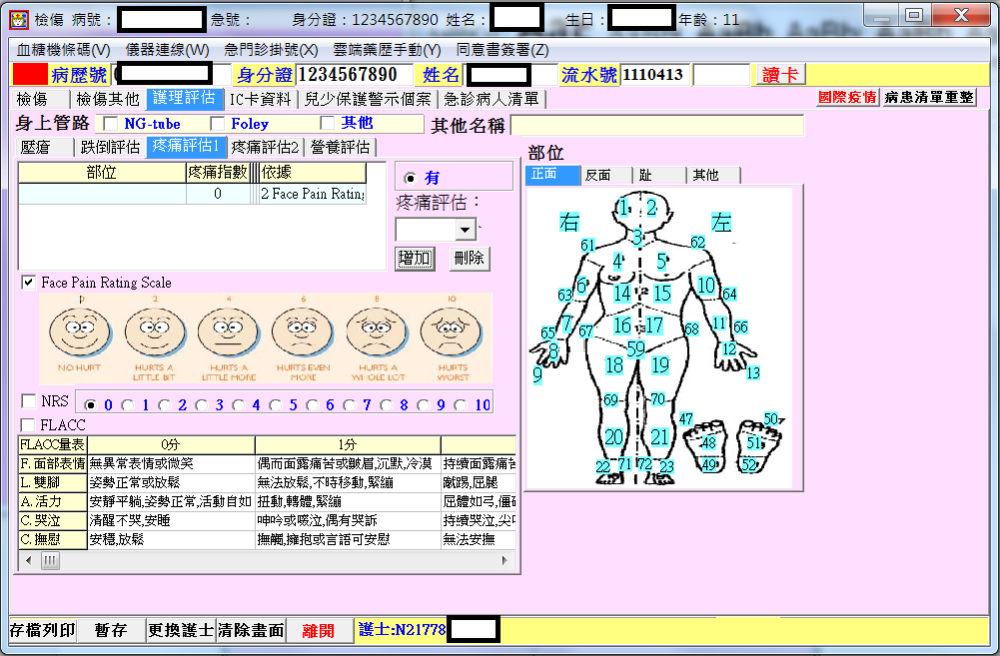 檢傷 病號： 急號： 身分證：1234567890 姓名： 生日： 年齡：11
血糖機條碼(V) 儀器連線(W) 急門診掛號(X) 雲端藥歷手動(Y) 同意書簽署(Z)
病歷號 身分證 1234567890 姓名 流水號 1110413 讀卡
檢傷 檢傷其他 護理評估 IC卡資料 兒少保護警示個案 急診病人清單 國際疫情 病患清單重整
身上管路 NG-tube Foley 其他 其他名稱
壓瘡 跌倒評估 疼痛評估1 疼痛評估2 營養評估
部位 疼痛指數 依據
0 2 Face Pain Rating
有
疼痛評估：
增加 刪除
Face Pain Rating Scale
0 2 4 6 8 10
NO HURT HURTS A LITTLE BIT HURTS A LITTLE MORE HURTS EVEN MORE HURTS A WHOLE LOT HURTS WORST
NRS 0 1 2 3 4 5 6 7 8 9 10
FLACC
FLACC量表 0分 1分
F. 面部表情 無異常表情或微笑 偶而面露痛苦或皺眉,沉默,冷漠 持續面露痛苦
L. 雙腳 姿勢正常或放鬆 無法放鬆,不時移動,緊繃 蹴踢,屈腿
A. 活力 安靜平躺,姿勢正常,活動自如 扭動,轉體,緊繃 屈體如弓,僵硬
C. 哭泣 清醒不哭,安睡 呻吟或啜泣,偶有哭訴 持續哭泣,尖叫
C. 撫慰 安穩,放鬆 撫觸,擁抱或言語可安慰 無法安撫
部位
正面 反面 趾 其他
右 左
1 2
3
61 62
4 5
6 10
63 14 12 15 64
7 16 17 11 66
65 67 13 68
8 59 12
9 18 19 13
69 70
47 50
20 21 48 51
22 71 72 23 49 52
存檔列印 暫存 更換護士 清除畫面 離開 護士:N21778